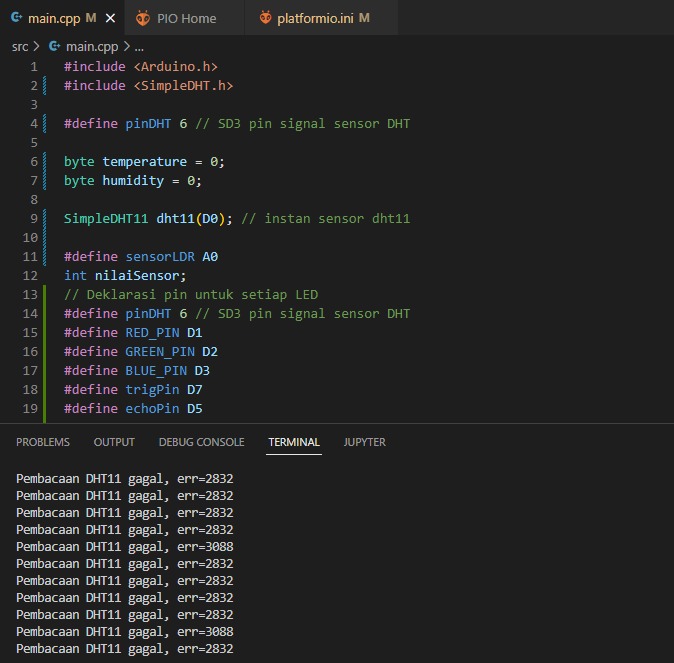 main.cpp M × PIO Home platformio.ini M
src > main.cpp > ...
1 #include <Arduino.h>
2 #include <SimpleDHT.h>
3
4 #define pinDHT 6 // SD3 pin signal sensor DHT
5
6 byte temperature = 0;
7 byte humidity = 0;
8
9 SimpleDHT11 dht11(D0); // instan sensor dht11
10
11 #define sensorLDR A0
12 int nilaiSensor;
13 // Deklarasi pin untuk setiap LED
14 #define pinDHT 6 // SD3 pin signal sensor DHT
15 #define RED_PIN D1
16 #define GREEN_PIN D2
17 #define BLUE_PIN D3
18 #define trigPin D7
19 #define echoPin D5
PROBLEMS OUTPUT DEBUG CONSOLE TERMINAL JUPYTER
Pembacaan DHT11 gagal, err=2832
Pembacaan DHT11 gagal, err=2832
Pembacaan DHT11 gagal, err=2832
Pembacaan DHT11 gagal, err=2832
Pembacaan DHT11 gagal, err=3088
Pembacaan DHT11 gagal, err=2832
Pembacaan DHT11 gagal, err=2832
Pembacaan DHT11 gagal, err=2832
Pembacaan DHT11 gagal, err=2832
Pembacaan DHT11 gagal, err=3088
Pembacaan DHT11 gagal, err=2832